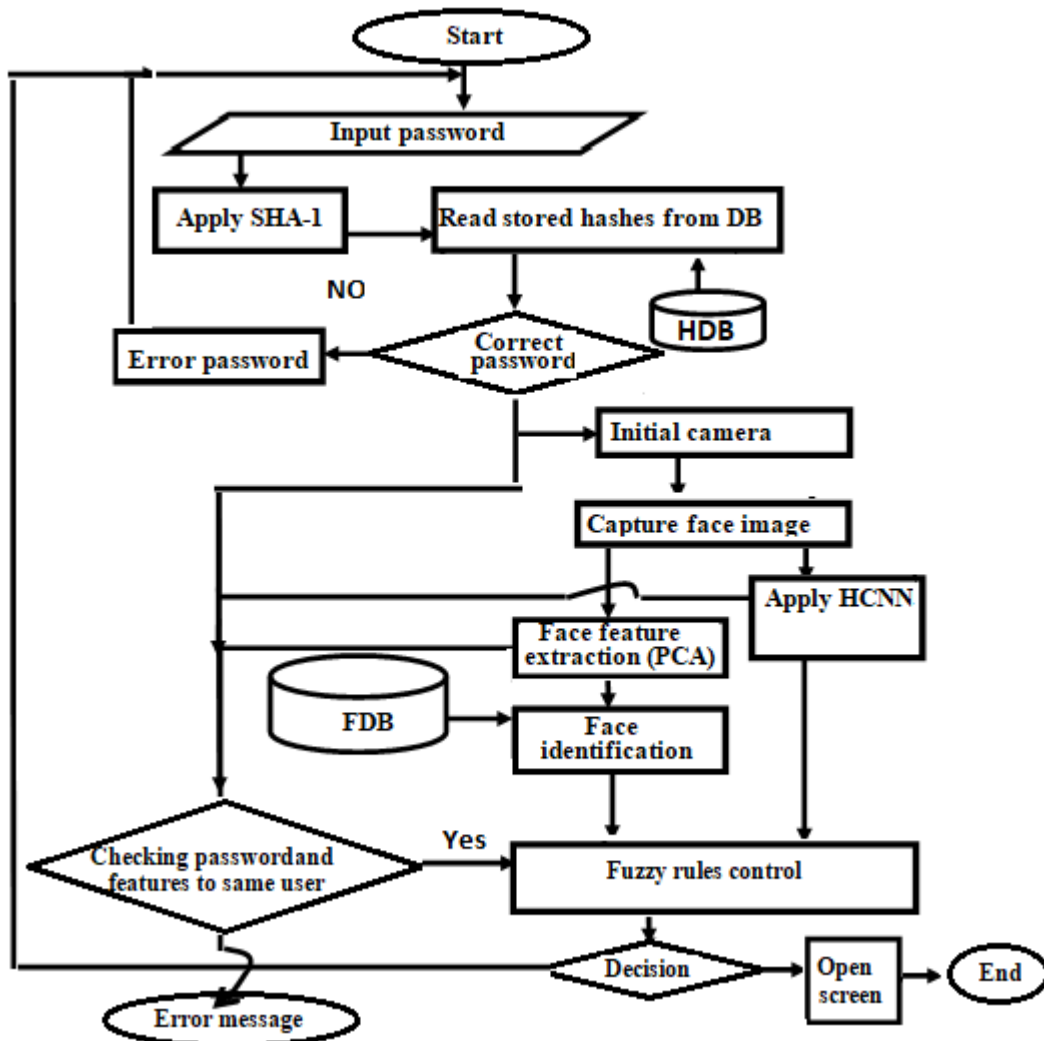 Start
Input password
Apply SHA-1
Read stored hashes from DB
NO
HDB
Correct
password
Error password
Initial camera
Capture face image
Apply HCNN
Face feature
extraction (PCA)
FDB
Face
identification
Yes
Checking passwordand
features to same user
Fuzzy rules control
Decision
Open
screen
End
Error message